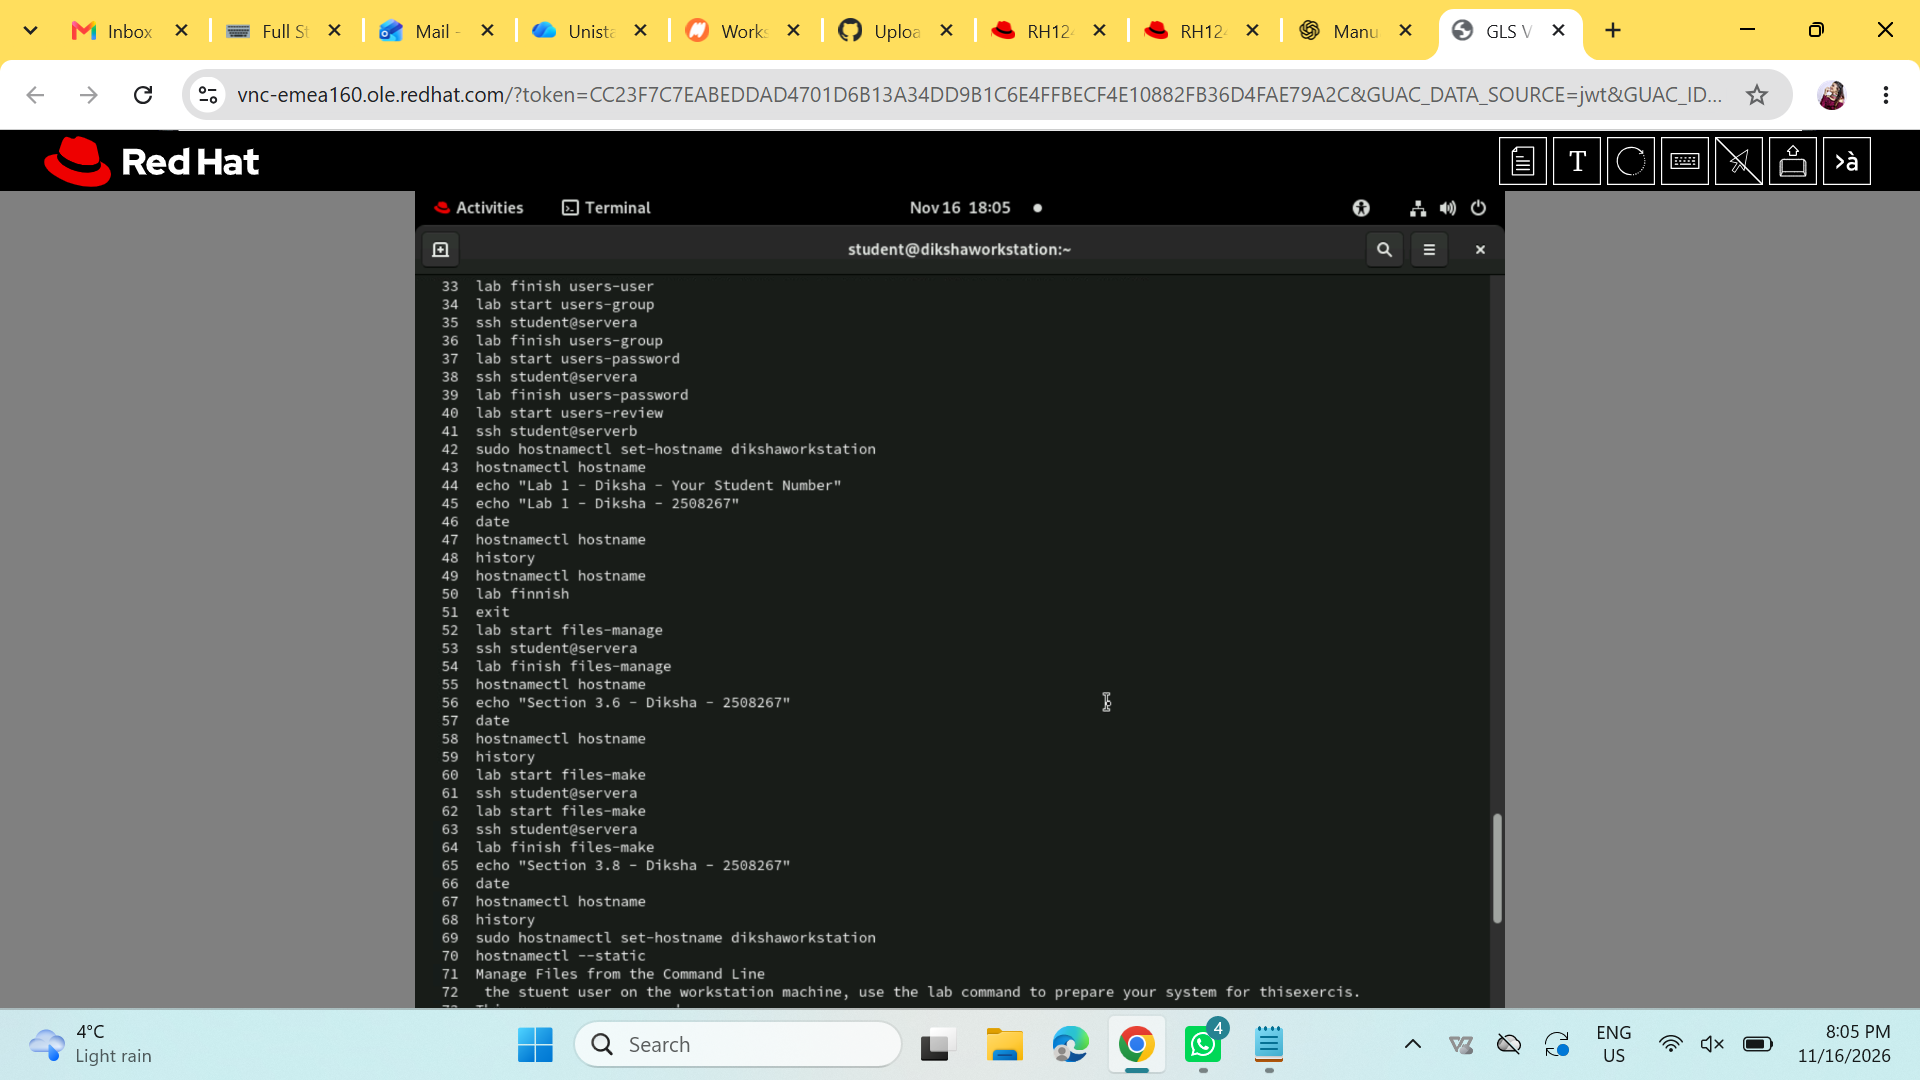 Inbox
Full St
Mail -
Unista
Works
Uploa
RH124
RH124
Manu
GLS V
vnc-emea160.ole.redhat.com/?token=CC23F7C7EABEDDAD4701D6B13A34DD9B1C6E4FFBECF4E10882FB36D4FAE79A2C&GUAC_DATA_SOURCE=jwt&GUAC_ID...
Red Hat
T
>à
Activities
Terminal
Nov 16 18:05
student@dikshaworkstation:~
33 lab finish users-user
34 lab start users-group
35 ssh student@servera
36 lab finish users-group
37 lab start users-password
38 ssh student@servera
39 lab finish users-password
40 lab start users-review
41 ssh student@serverb
42 sudo hostnamectl set-hostname dikshaworkstation
43 hostnamectl hostname
44 echo "Lab 1 - Diksha - Your Student Number"
45 echo "Lab 1 - Diksha - 2508267"
46 date
47 hostnamectl hostname
48 history
49 hostnamectl hostname
50 lab finnish
51 exit
52 lab start files-manage
53 ssh student@servera
54 lab finish files-manage
55 hostnamectl hostname
56 echo "Section 3.6 - Diksha - 2508267"
57 date
58 hostnamectl hostname
59 history
60 lab start files-make
61 ssh student@servera
62 lab start files-make
63 ssh student@servera
64 lab finish files-make
65 echo "Section 3.8 - Diksha - 2508267"
66 date
67 hostnamectl hostname
68 history
69 sudo hostnamectl set-hostname dikshaworkstation
70 hostnamectl --static
71 Manage Files from the Command Line
72 the stuent user on the workstation machine, use the lab command to prepare your system for thisexercis.
4°C
Light rain
Search
4
ENG
US
8:05 PM
11/16/2026